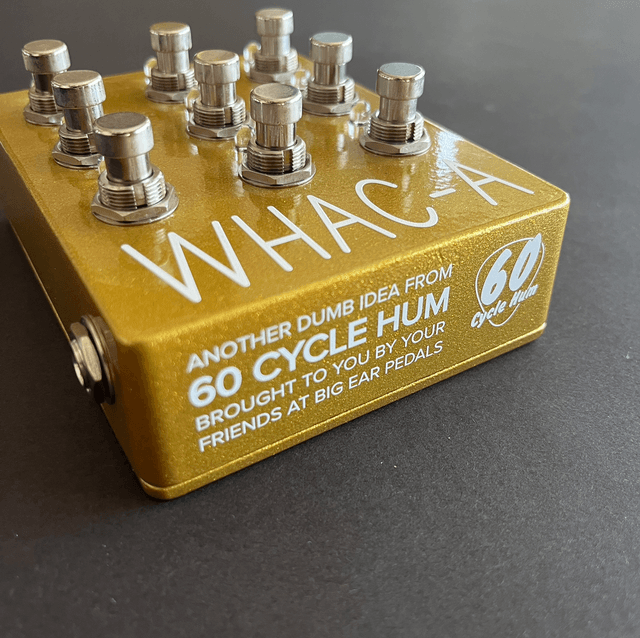 WHAC-A
ANOTHER DUMB IDEA FROM
60 CYCLE HUM
BROUGHT TO YOU BY YOUR
FRIENDS AT BIG EAR PEDALS
60
Cycle Hum